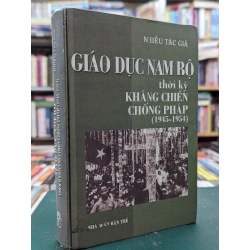 NHIỀU TÁC GIẢ
GIÁO DỤC NAM BỘ
thời kỳ
KHÁNG CHIẾN
CHỐNG PHÁP
(1945-1954)
NHÀ XUẤT BẢN TRẺ